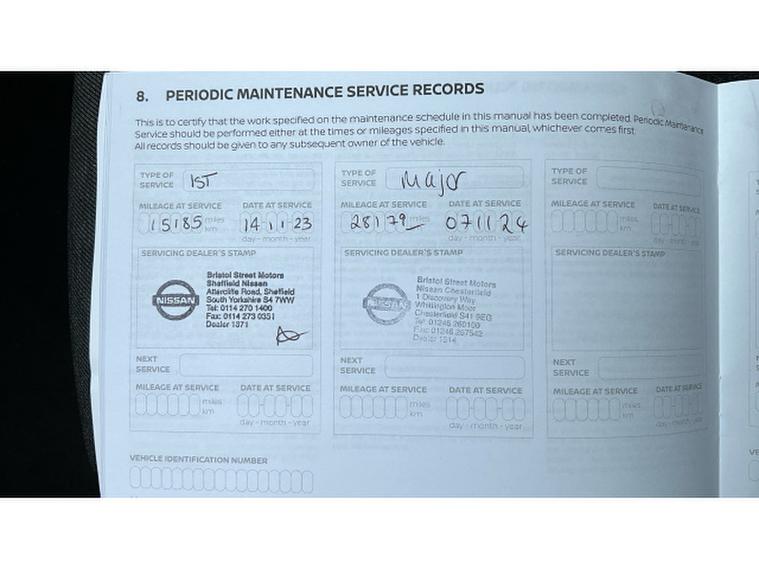 8. PERIODIC MAINTENANCE SERVICE RECORDS
This is to certify that the work specified on the maintenance schedule in this manual has been completed. Periodic Maintenance
Service should be performed either at the times or mileages specified in this manual, whichever comes first.
All records should be given to any subsequent owner of the vehicle.
TYPE OF SERVICE 1ST
MILEAGE AT SERVICE DATE AT SERVICE
15185 miles km 14 11 23
day - month - year
SERVICING DEALER'S STAMP
NISSAN
Bristol Street Motors
Sheffield Nissan
Attercliffe Road, Sheffield
South Yorkshire S4 7WW
Tel: 0114 270 1400
Fax: 0114 273 0351
Dealer 1371
NEXT SERVICE
MILEAGE AT SERVICE DATE AT SERVICE
miles km
day - month - year
TYPE OF SERVICE Major
MILEAGE AT SERVICE DATE AT SERVICE
28179 miles 07 11 24
day - month - year
SERVICING DEALER'S STAMP
NISSAN
Bristol Street Motors
Nissan Chesterfield
1 Discovery Way
Whittington Moor
Chesterfield S41 9EG
Tel: 01246 260100
Fax: 01246 267542
Dealer 1514
NEXT SERVICE
MILEAGE AT SERVICE DATE AT SERVICE
miles km
day - month - year
TYPE OF SERVICE
MILEAGE AT SERVICE DATE AT SERVICE
miles km
day - month - year
SERVICING DEALER'S STAMP
NEXT SERVICE
MILEAGE AT SERVICE DATE AT SERVICE
miles km
day - month - year
VEHICLE IDENTIFICATION NUMBER